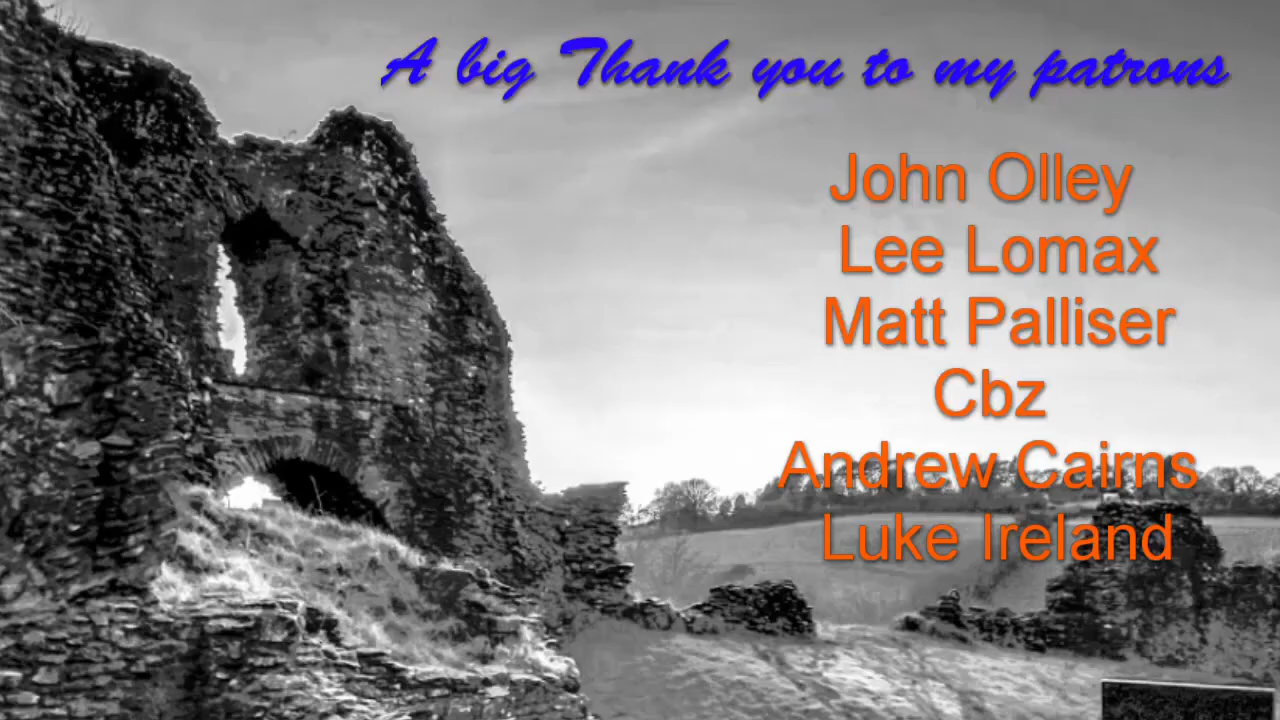 A big Thank you to my patrons
John Olley
Lee Lomax
Matt Palliser
Cbz
Andrew Cairns
Luke Ireland